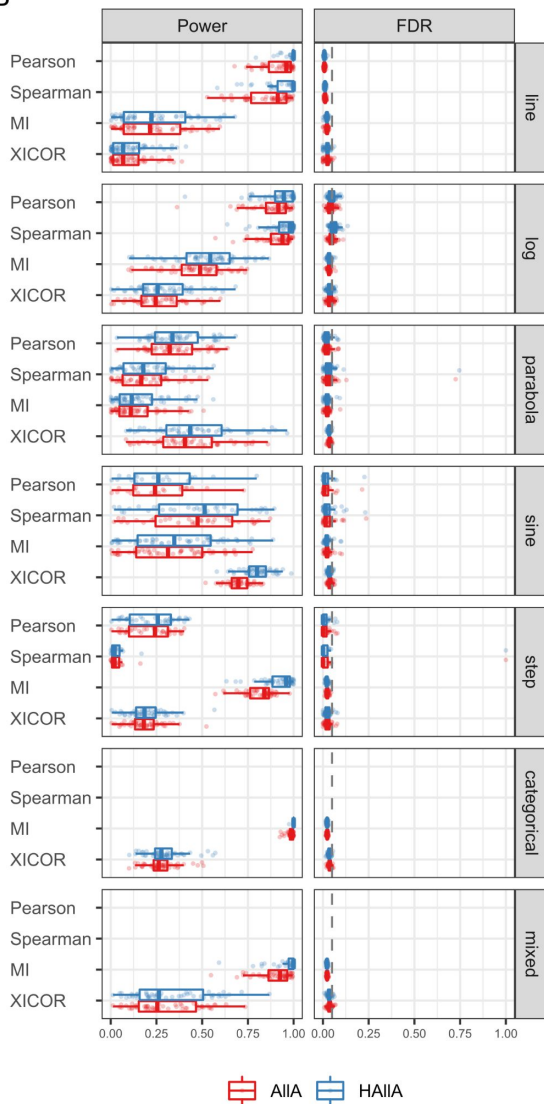 Power FDR
Pearson
Spearman
MI
XICOR
line
Pearson
Spearman
MI
XICOR
log
Pearson
Spearman
MI
XICOR
parabola
Pearson
Spearman
MI
XICOR
sine
Pearson
Spearman
MI
XICOR
step
Pearson
Spearman
MI
XICOR
categorical
Pearson
Spearman
MI
XICOR
mixed
0.00 0.25 0.50 0.75 1.00 0.00 0.25 0.50 0.75 1.00
AllA HAllA